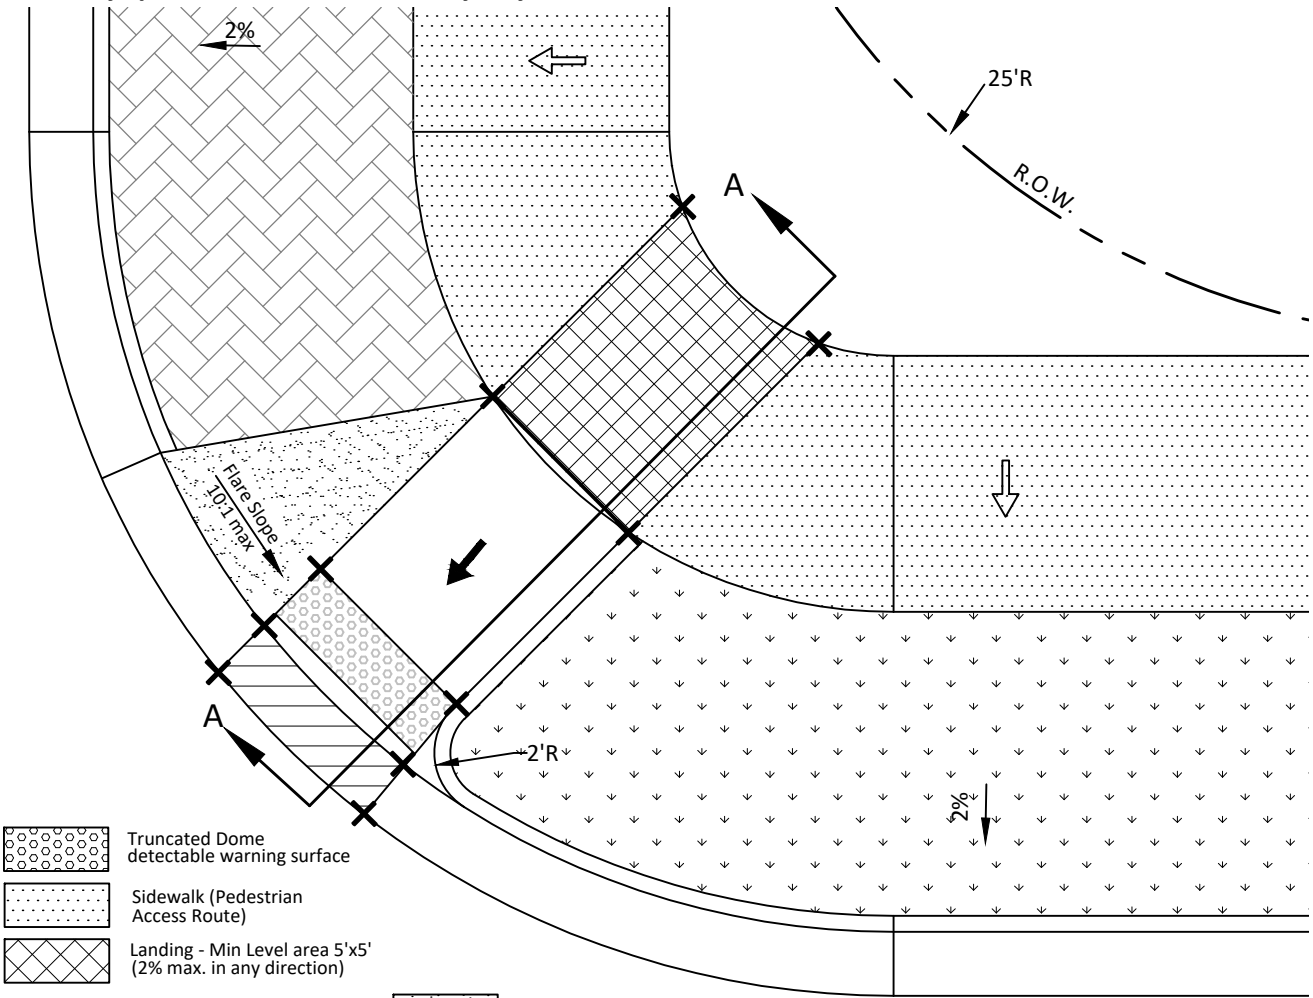 2%
25'R
R.O.W.
A
Flare Slope
10:1 max
A
2'R
2%
Truncated Dome
detectable warning surface
Sidewalk (Pedestrian
Access Route)
Landing - Min Level area 5'x5'
(2% max. in any direction)